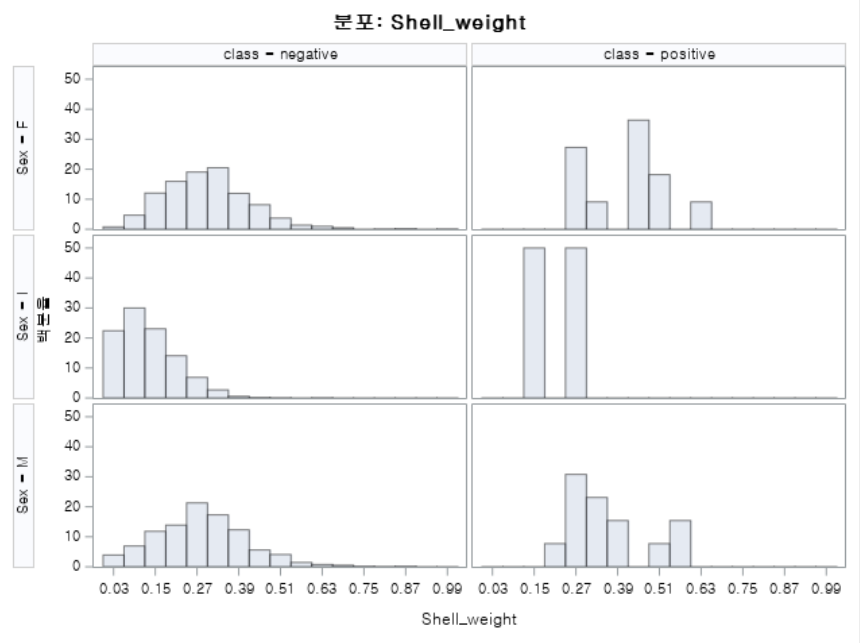 분포: Shell_weight
class = negative
class = positive
Sex = F
50
40
30
20
10
0
Sex = I
백분율
50
40
30
20
10
0
Sex = M
50
40
30
20
10
0
0.03 0.15 0.27 0.39 0.51 0.63 0.75 0.87 0.99
0.03 0.15 0.27 0.39 0.51 0.63 0.75 0.87 0.99
Shell_weight